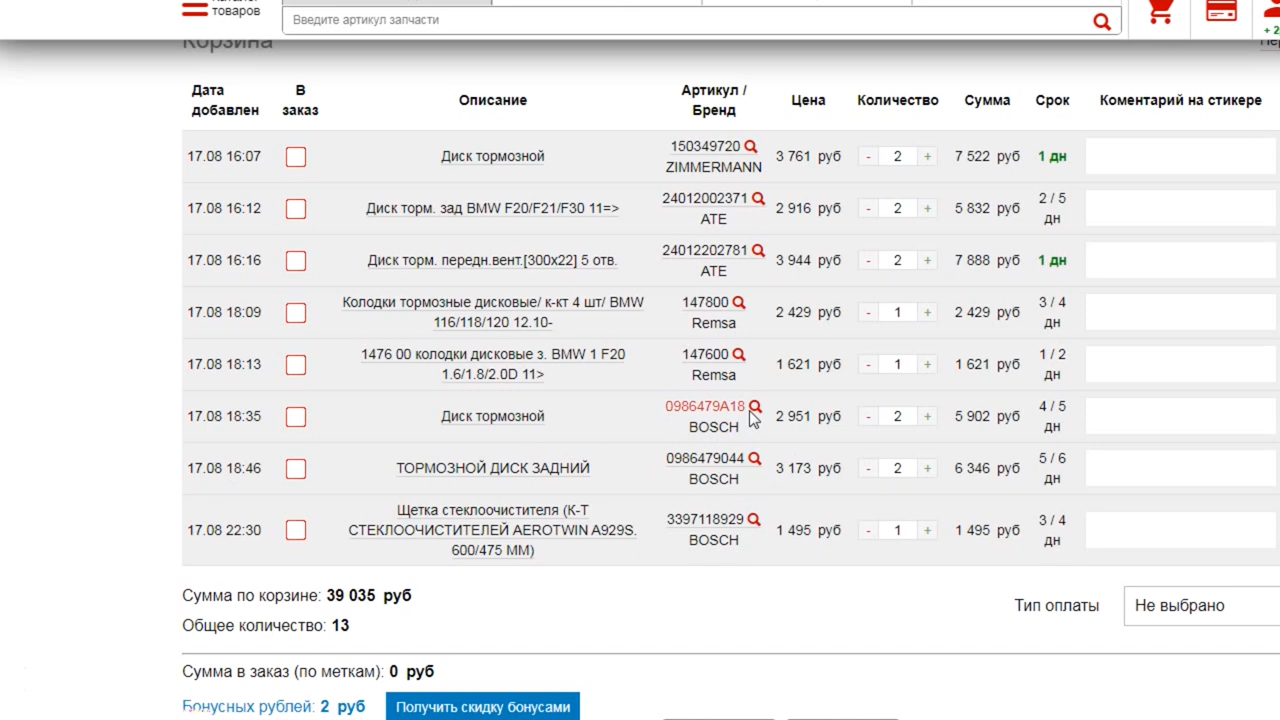 товаров
Введите артикул запчасти
+ 2
Корзина
Дата добавлен
В заказ
Описание
Артикул / Бренд
Цена
Количество
Сумма
Срок
Коментарий на стикере
17.08 16:07
Диск тормозной
150349720
ZIMMERMANN
3 761 руб
- 2 +
7 522 руб
1 дн
17.08 16:12
Диск торм. зад BMW F20/F21/F30 11=>
24012002371
ATE
2 916 руб
- 2 +
5 832 руб
2 / 5
дн
17.08 16:16
Диск торм. передн.вент.[300x22] 5 отв.
24012202781
ATE
3 944 руб
- 2 +
7 888 руб
1 дн
17.08 18:09
Колодки тормозные дисковые/ к-кт 4 шт/ BMW
116/118/120 12.10-
147800
Remsa
2 429 руб
- 1 +
2 429 руб
3 / 4
дн
17.08 18:13
1476 00 колодки дисковые з. BMW 1 F20
1.6/1.8/2.0D 11>
147600
Remsa
1 621 руб
- 1 +
1 621 руб
1 / 2
дн
17.08 18:35
Диск тормозной
0986479A18
BOSCH
2 951 руб
- 2 +
5 902 руб
4 / 5
дн
17.08 18:46
ТОРМОЗНОЙ ДИСК ЗАДНИЙ
0986479044
BOSCH
3 173 руб
- 2 +
6 346 руб
5 / 6
дн
17.08 22:30
Щетка стеклоочистителя (К-Т
СТЕКЛООЧИСТИТЕЛЕЙ AEROTWIN A929S.
600/475 ММ)
3397118929
BOSCH
1 495 руб
- 1 +
1 495 руб
3 / 4
дн
Сумма по корзине: 39 035 руб
Тип оплаты
Не выбрано
Общее количество: 13
Сумма в заказ (по меткам): 0 руб
Бонусных рублей: 2 руб
Получить скидку бонусами